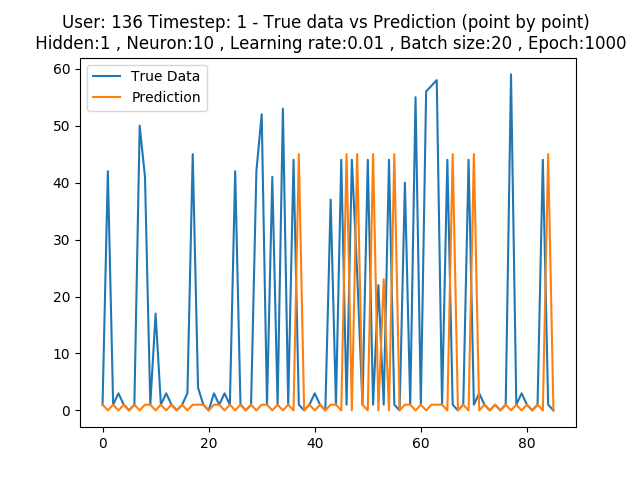 User: 136 Timestep: 1 - True data vs Prediction (point by point)
Hidden:1 , Neuron:10 , Learning rate:0.01 , Batch size:20 , Epoch:1000
True Data
Prediction
60
50
40
30
20
10
0
0 20 40 60 80